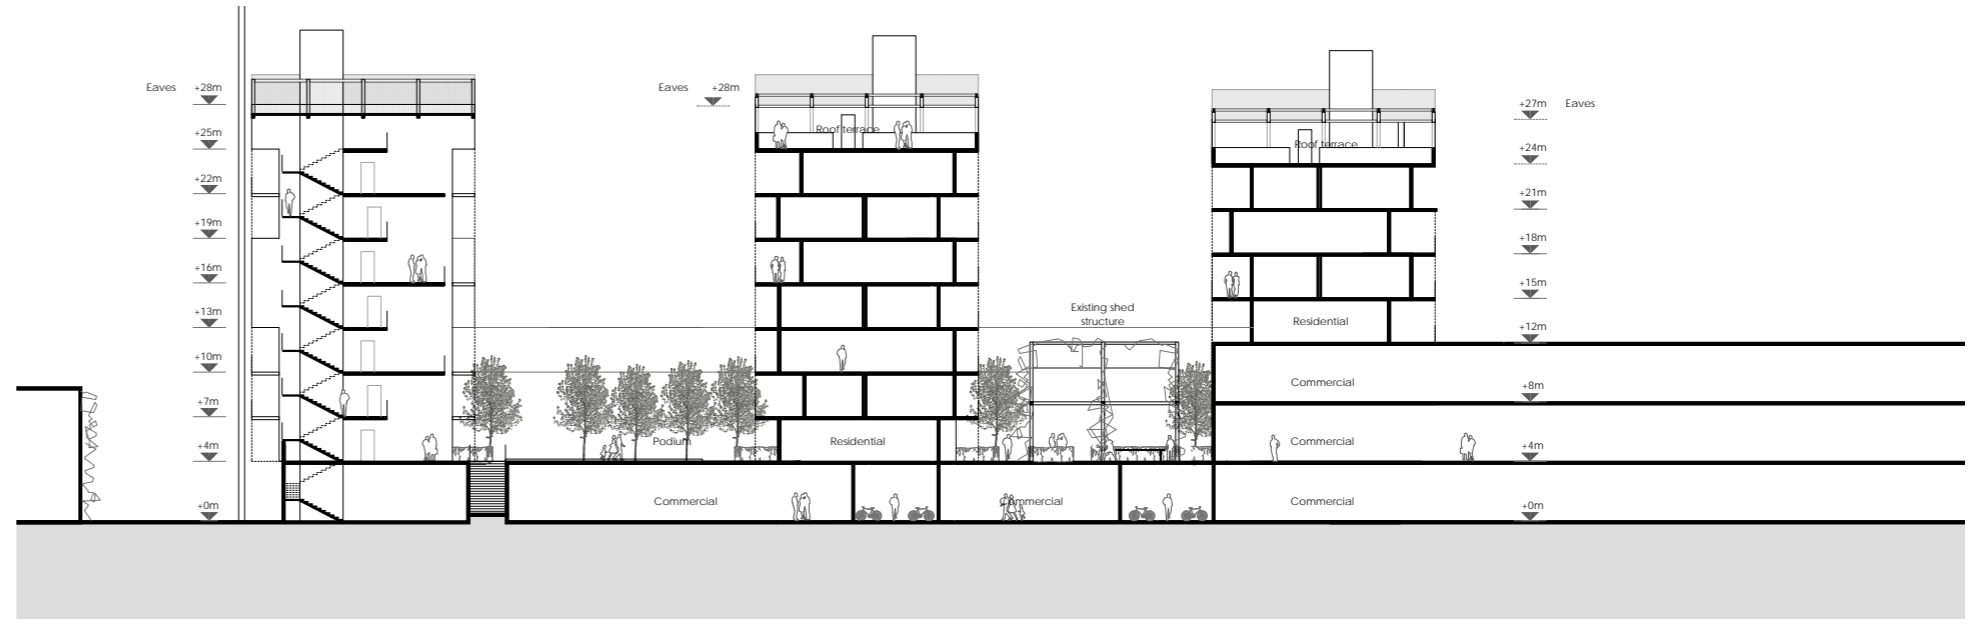 Eaves +28m
+25m
+22m
+19m
+16m
+13m
+10m
+7m
+4m
+0m
Eaves +28m
Roof terrace
Podium
Residential
Commercial
Existing shed
structure
Commercial
Roof terrace
Residential
Commercial
Commercial
Commercial
+27m Eaves
+24m
+21m
+18m
+15m
+12m
+8m
+4m
+0m